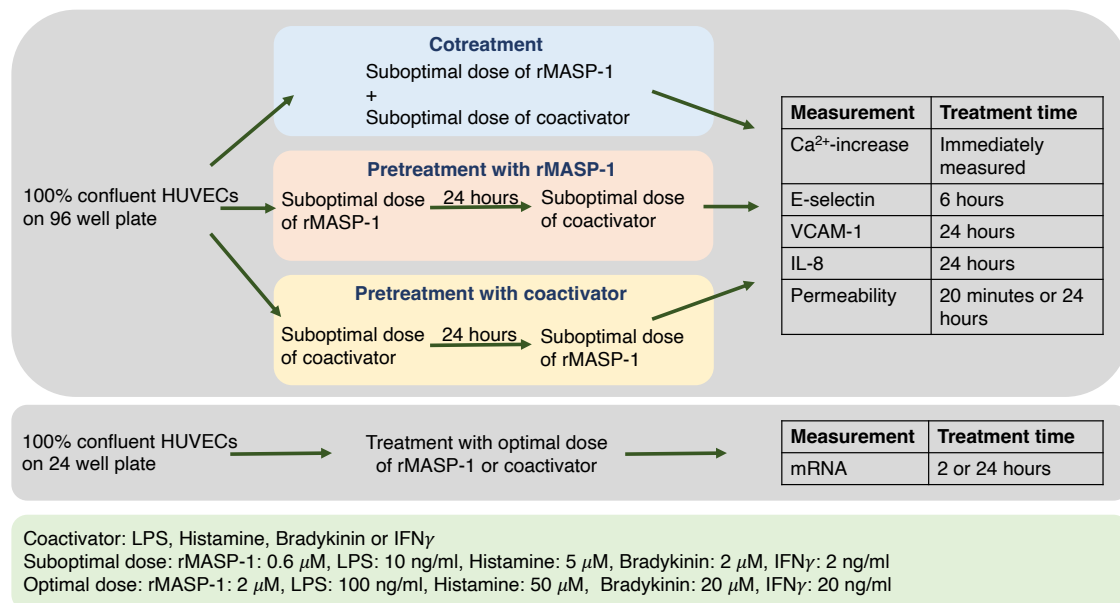 Cotreatment
Suboptimal dose of rMASP-1
+
Suboptimal dose of coactivator
100% confluent HUVECs
on 96 well plate
Pretreatment with rMASP-1
Suboptimal dose
of rMASP-1
24 hours
Suboptimal dose
of coactivator
Pretreatment with coactivator
Suboptimal dose
of coactivator
24 hours
Suboptimal dose
of rMASP-1
Measurement Treatment time
Ca²⁺-increase Immediately
measured
E-selectin 6 hours
VCAM-1 24 hours
IL-8 24 hours
Permeability 20 minutes or 24
hours
100% confluent HUVECs
on 24 well plate
Treatment with optimal dose
of rMASP-1 or coactivator
Measurement Treatment time
mRNA 2 or 24 hours
Coactivator: LPS, Histamine, Bradykinin or IFNγ
Suboptimal dose: rMASP-1: 0.6 μM, LPS: 10 ng/ml, Histamine: 5 μM, Bradykinin: 2 μM, IFNγ: 2 ng/ml
Optimal dose: rMASP-1: 2 μM, LPS: 100 ng/ml, Histamine: 50 μM, Bradykinin: 20 μM, IFNγ: 20 ng/ml